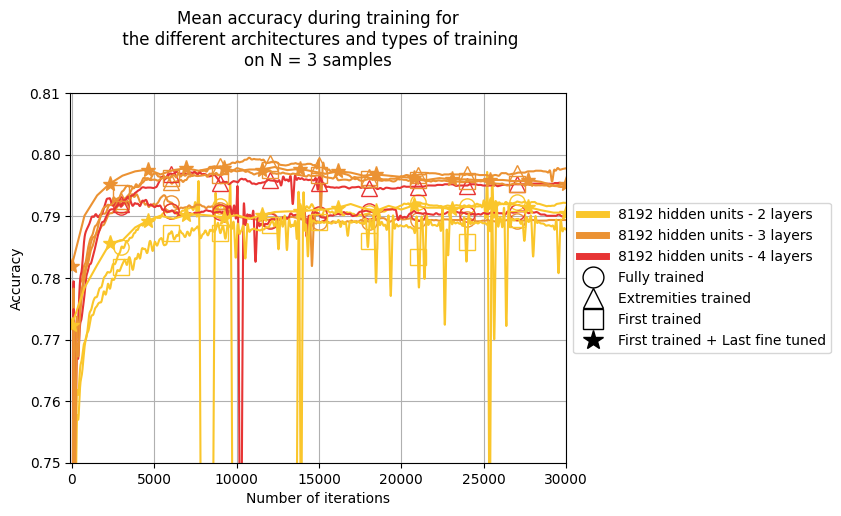 Mean accuracy during training for
the different architectures and types of training
on N = 3 samples
0.81
0.80
0.79
0.78
0.77
0.76
0.75
Accuracy
0
5000
10000
15000
20000
25000
30000
Number of iterations
8192 hidden units - 2 layers
8192 hidden units - 3 layers
8192 hidden units - 4 layers
Fully trained
Extremities trained
First trained
First trained + Last fine tuned